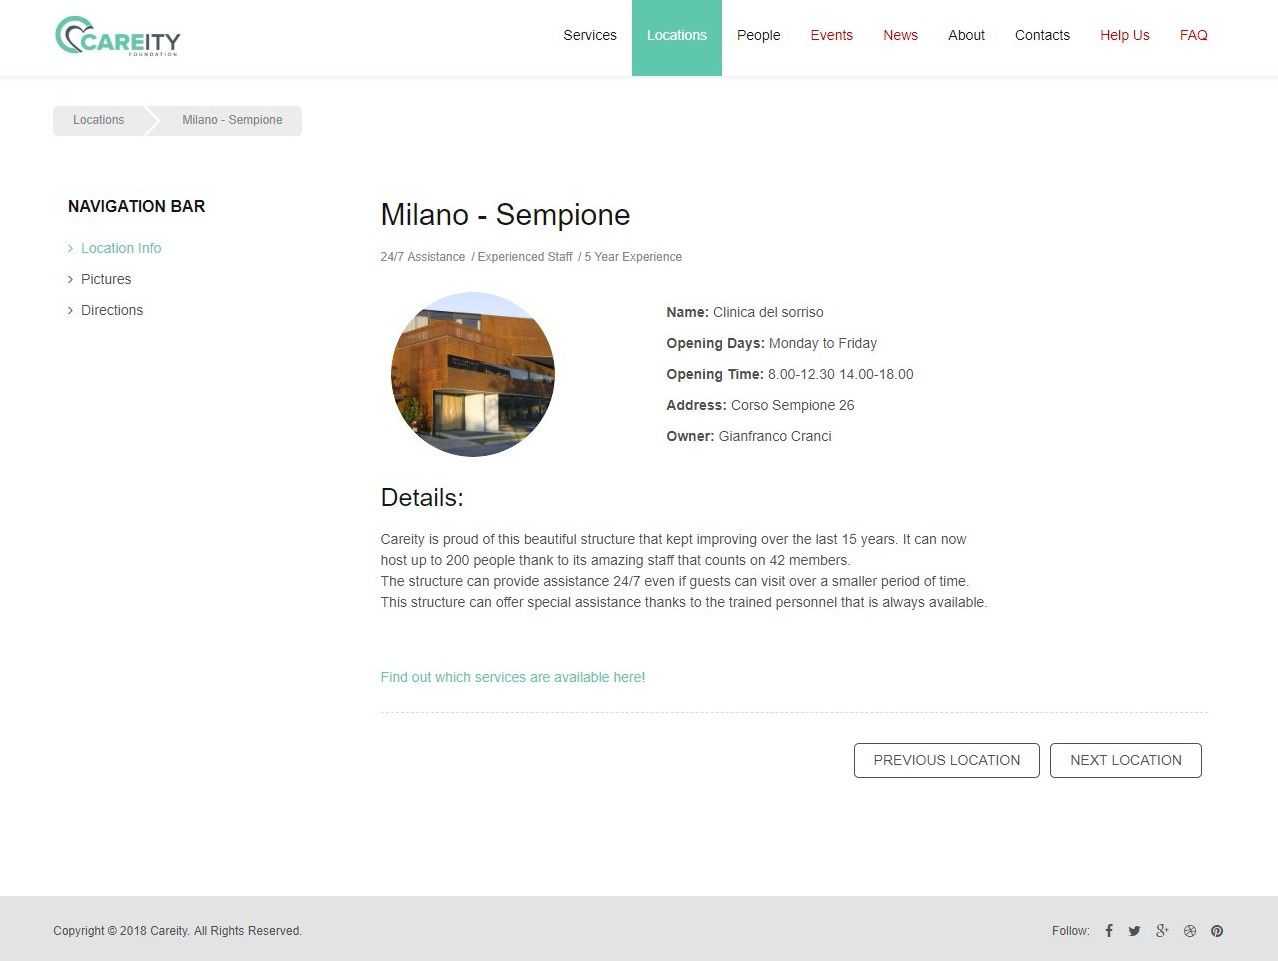 CAREITY
FOUNDATION
Services Locations People Events News About Contacts Help Us FAQ
Locations Milano - Sempione
NAVIGATION BAR
Location Info
Pictures
Directions
Milano - Sempione
24/7 Assistance / Experienced Staff / 5 Year Experience
Name: Clinica del sorriso
Opening Days: Monday to Friday
Opening Time: 8.00-12.30 14.00-18.00
Address: Corso Sempione 26
Owner: Gianfranco Cranci
Details:
Careity is proud of this beautiful structure that kept improving over the last 15 years. It can now
host up to 200 people thank to its amazing staff that counts on 42 members.
The structure can provide assistance 24/7 even if guests can visit over a smaller period of time.
This structure can offer special assistance thanks to the trained personnel that is always available.
Find out which services are available here!
PREVIOUS LOCATION NEXT LOCATION
Copyright © 2018 Careity. All Rights Reserved. Follow: